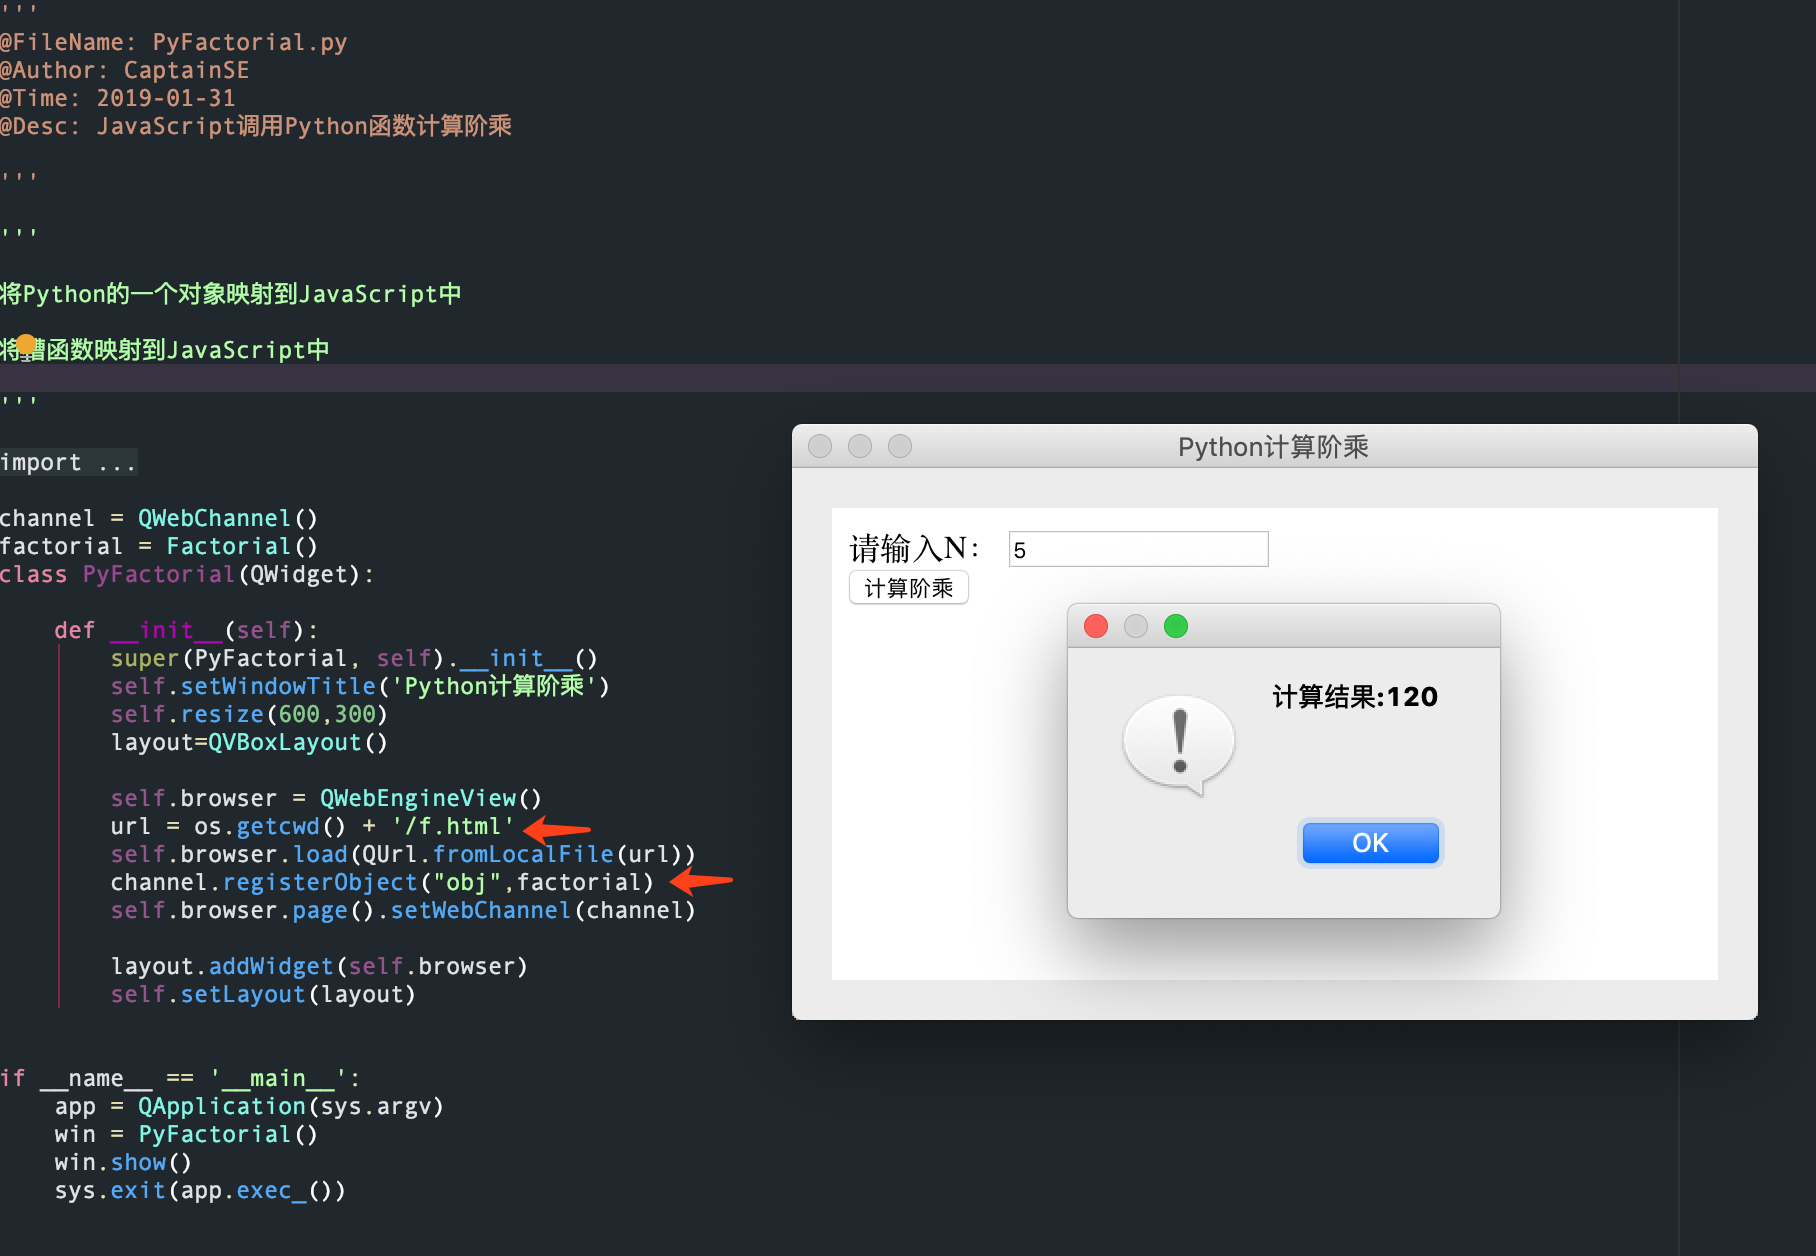 '''
@FileName: PyFactorial.py
@Author: CaptainSE
@Time: 2019-01-31
@Desc: JavaScript调用Python函数计算阶乘
'''
'''
将Python的一个对象映射到JavaScript中
将槽函数映射到JavaScript中
'''
import ...
channel = QWebChannel()
factorial = Factorial()
class PyFactorial(QWidget):
    def __init__(self):
        super(PyFactorial, self).__init__()
        self.setWindowTitle('Python计算阶乘')
        self.resize(600,300)
        layout=QVBoxLayout()
        self.browser = QWebEngineView()
        url = os.getcwd() + '/f.html'
        self.browser.load(QUrl.fromLocalFile(url))
        channel.registerObject("obj",factorial)
        self.browser.page().setWebChannel(channel)
        layout.addWidget(self.browser)
        self.setLayout(layout)
if __name__ == '__main__':
    app = QApplication(sys.argv)
    win = PyFactorial()
    win.show()
    sys.exit(app.exec_())
Python计算阶乘
请输入N： 5
计算阶乘
计算结果:120
OK